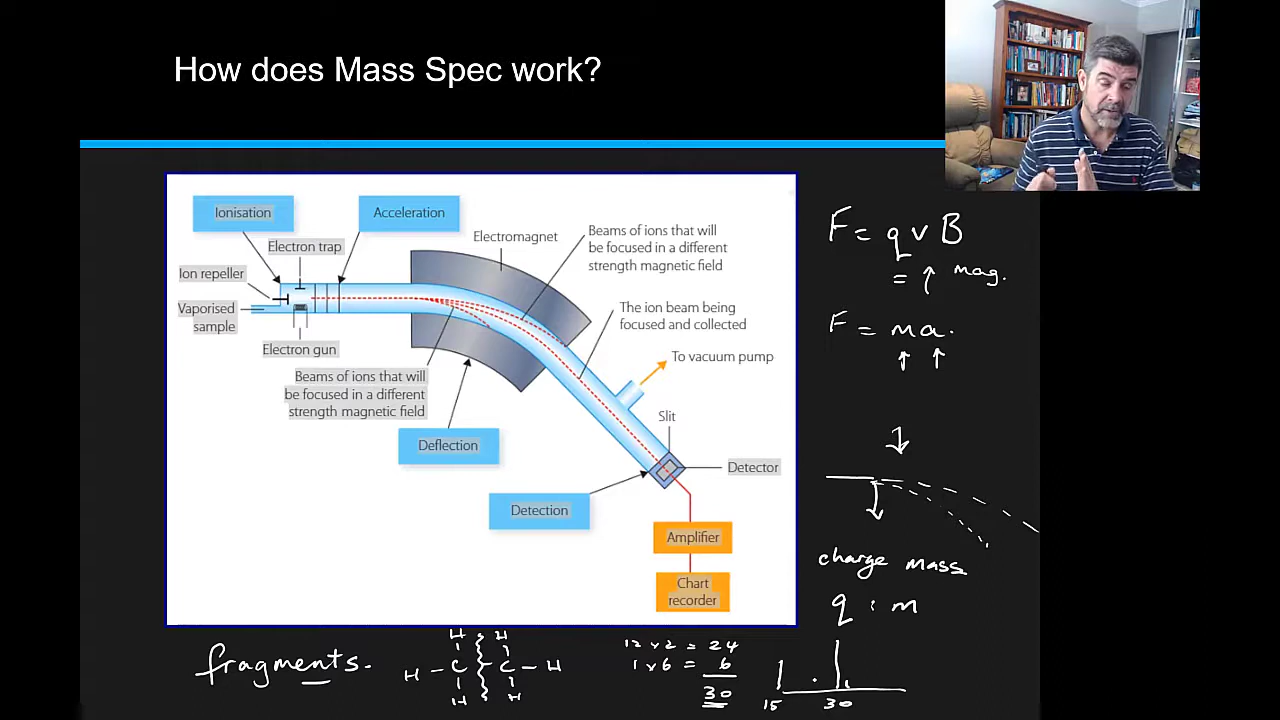 How does Mass Spec work?
Ionisation
Acceleration
Electron trap
Ion repeller
Vaporised
sample
Electron gun
Electromagnet
Beams of ions that will
be focused in a different
strength magnetic field
The ion beam being
focused and collected
To vacuum pump
Beams of ions that will
be focused in a different
strength magnetic field
Deflection
Slit
Detector
Detection
Amplifier
Chart
recorder
F = q v B
= ↑ mag.
F = ma.
↑ ↑
charge mass
q : m
fragments.
H H
H - C - C - H
H H
12 x 2 = 24
1 x 6 = 6
30
15 30